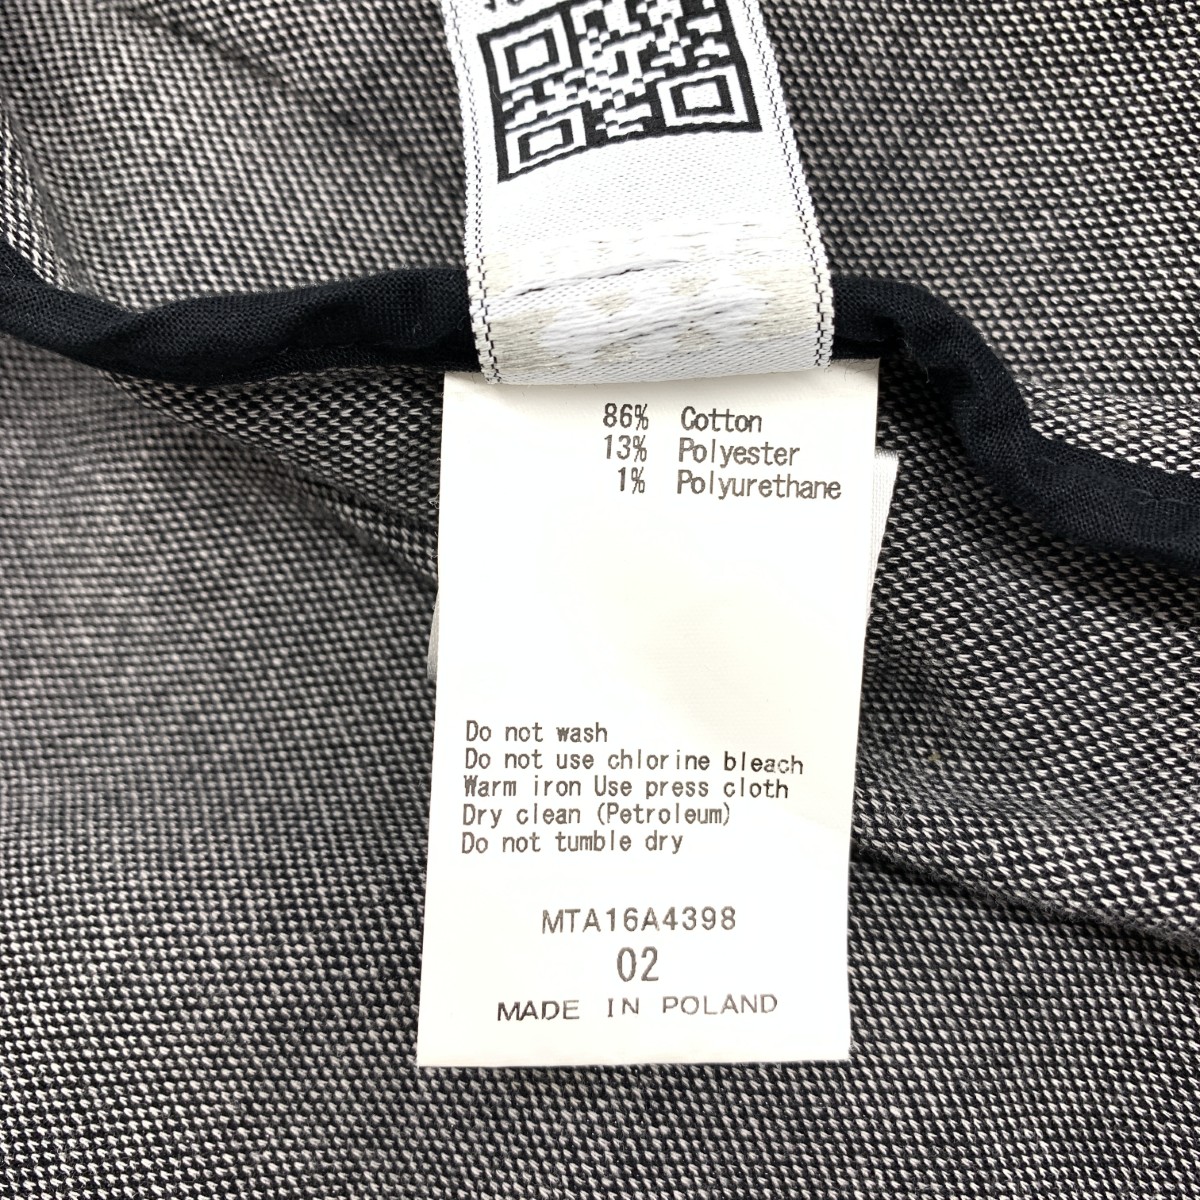 86% Cotton
13% Polyester
1% Polyurethane
Do not wash
Do not use chlorine bleach
Warm iron Use press cloth
Dry clean (Petroleum)
Do not tumble dry
MTA16A4398
02
MADE IN POLAND